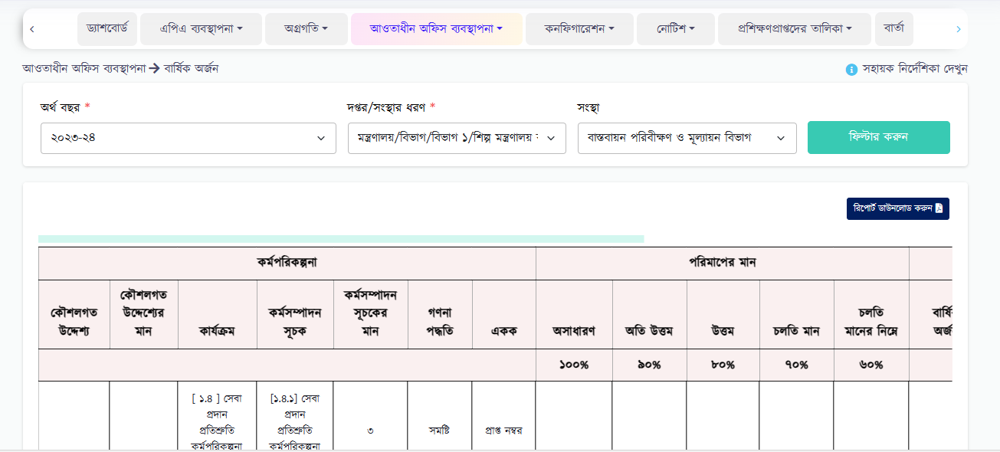 ড্যাশবোর্ড এপিএ ব্যবস্থাপনা অগ্রগতি আওতাধীন অফিস ব্যবস্থাপনা কনফিগারেশন নোটিশ প্রশিক্ষণপ্রাপ্তদের তালিকা বার্তা
আওতাধীন অফিস ব্যবস্থাপনা → বার্ষিক অর্জন
সহায়ক নির্দেশিকা দেখুন
অর্থ বছর *
দপ্তর/সংস্থার ধরণ *
সংস্থা
২০২৩-২৪
মন্ত্রণালয়/বিভাগ/বিভাগ ১/শিল্প মন্ত্রণালয়
বাস্তবায়ন পরিবীক্ষণ ও মূল্যায়ন বিভাগ
ফিল্টার করুন
রিপোর্ট ডাউনলোড করুন
কর্মপরিকল্পনা
পরিমাপের মান
কৌশলগত
উদ্দেশ্য
কৌশলগত
উদ্দেশ্যের
মান
কার্যক্রম
কর্মসম্পাদন
সূচক
কর্মসম্পাদন
সূচকের
মান
গণনা
পদ্ধতি
একক
অসাধারণ
অতি উত্তম
উত্তম
চলতি মান
চলতি
মানের নিম্নে
১০০% ৯০% ৮০% ৭০% ৬০%
[ ১.৪ ] সেবা
প্রদান
প্রতিশ্রুতি
কর্মপরিকল্পনা
[১.৪.১] সেবা
প্রদান
প্রতিশ্রুতি
কর্মপরিকল্পনা
৩
সমষ্টি
প্রাপ্ত নম্বর